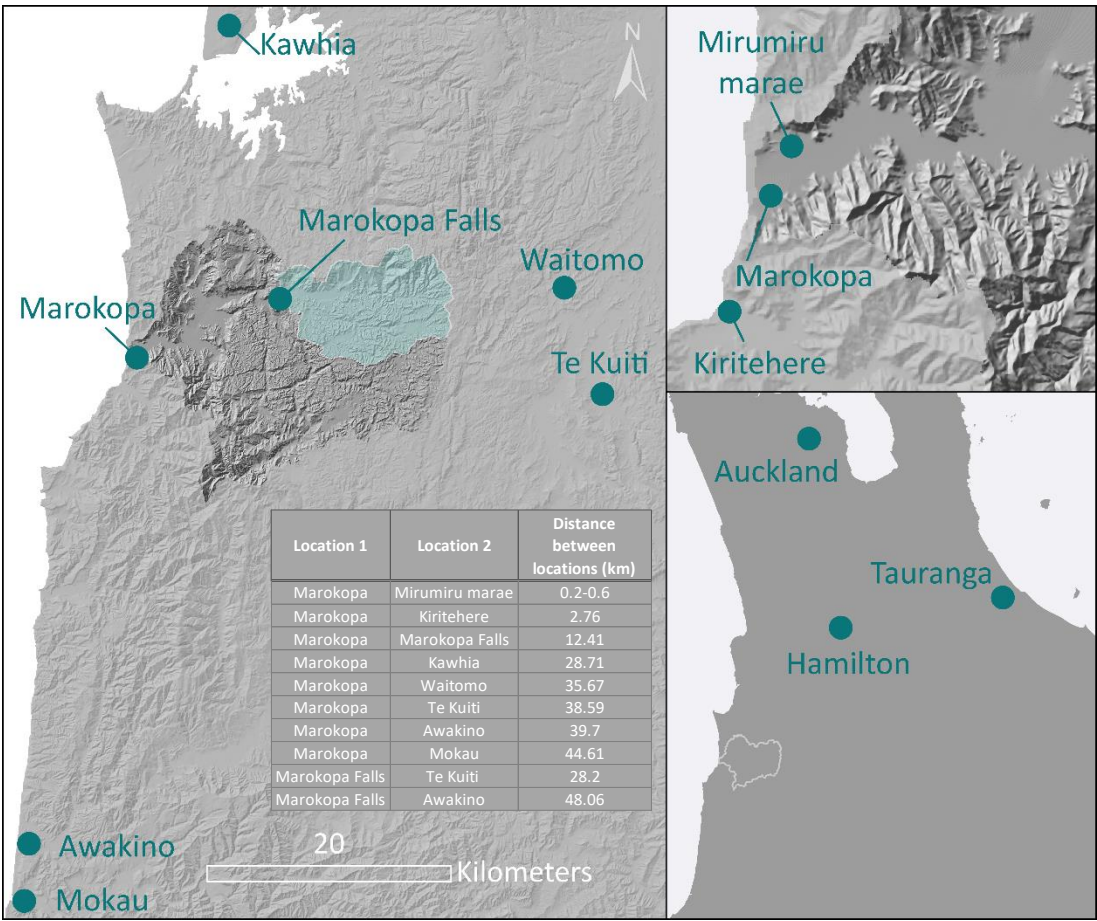 Kawhia
N
Marokopa Falls
Waitomo
Marokopa
Te Kuiti
Location 1 Location 2 Distance between locations (km)
Marokopa Mirumiru marae 0.2-0.6
Marokopa Kiritehere 2.76
Marokopa Marokopa Falls 12.41
Marokopa Kawhia 28.71
Marokopa Waitomo 35.67
Marokopa Te Kuiti 38.59
Marokopa Awakino 39.7
Marokopa Mokau 44.61
Marokopa Falls Te Kuiti 28.2
Marokopa Falls Awakino 48.06
20
Kilometers
Awakino
Mokau
Mirumiru
marae
Marokopa
Kiritehere
Auckland
Tauranga
Hamilton